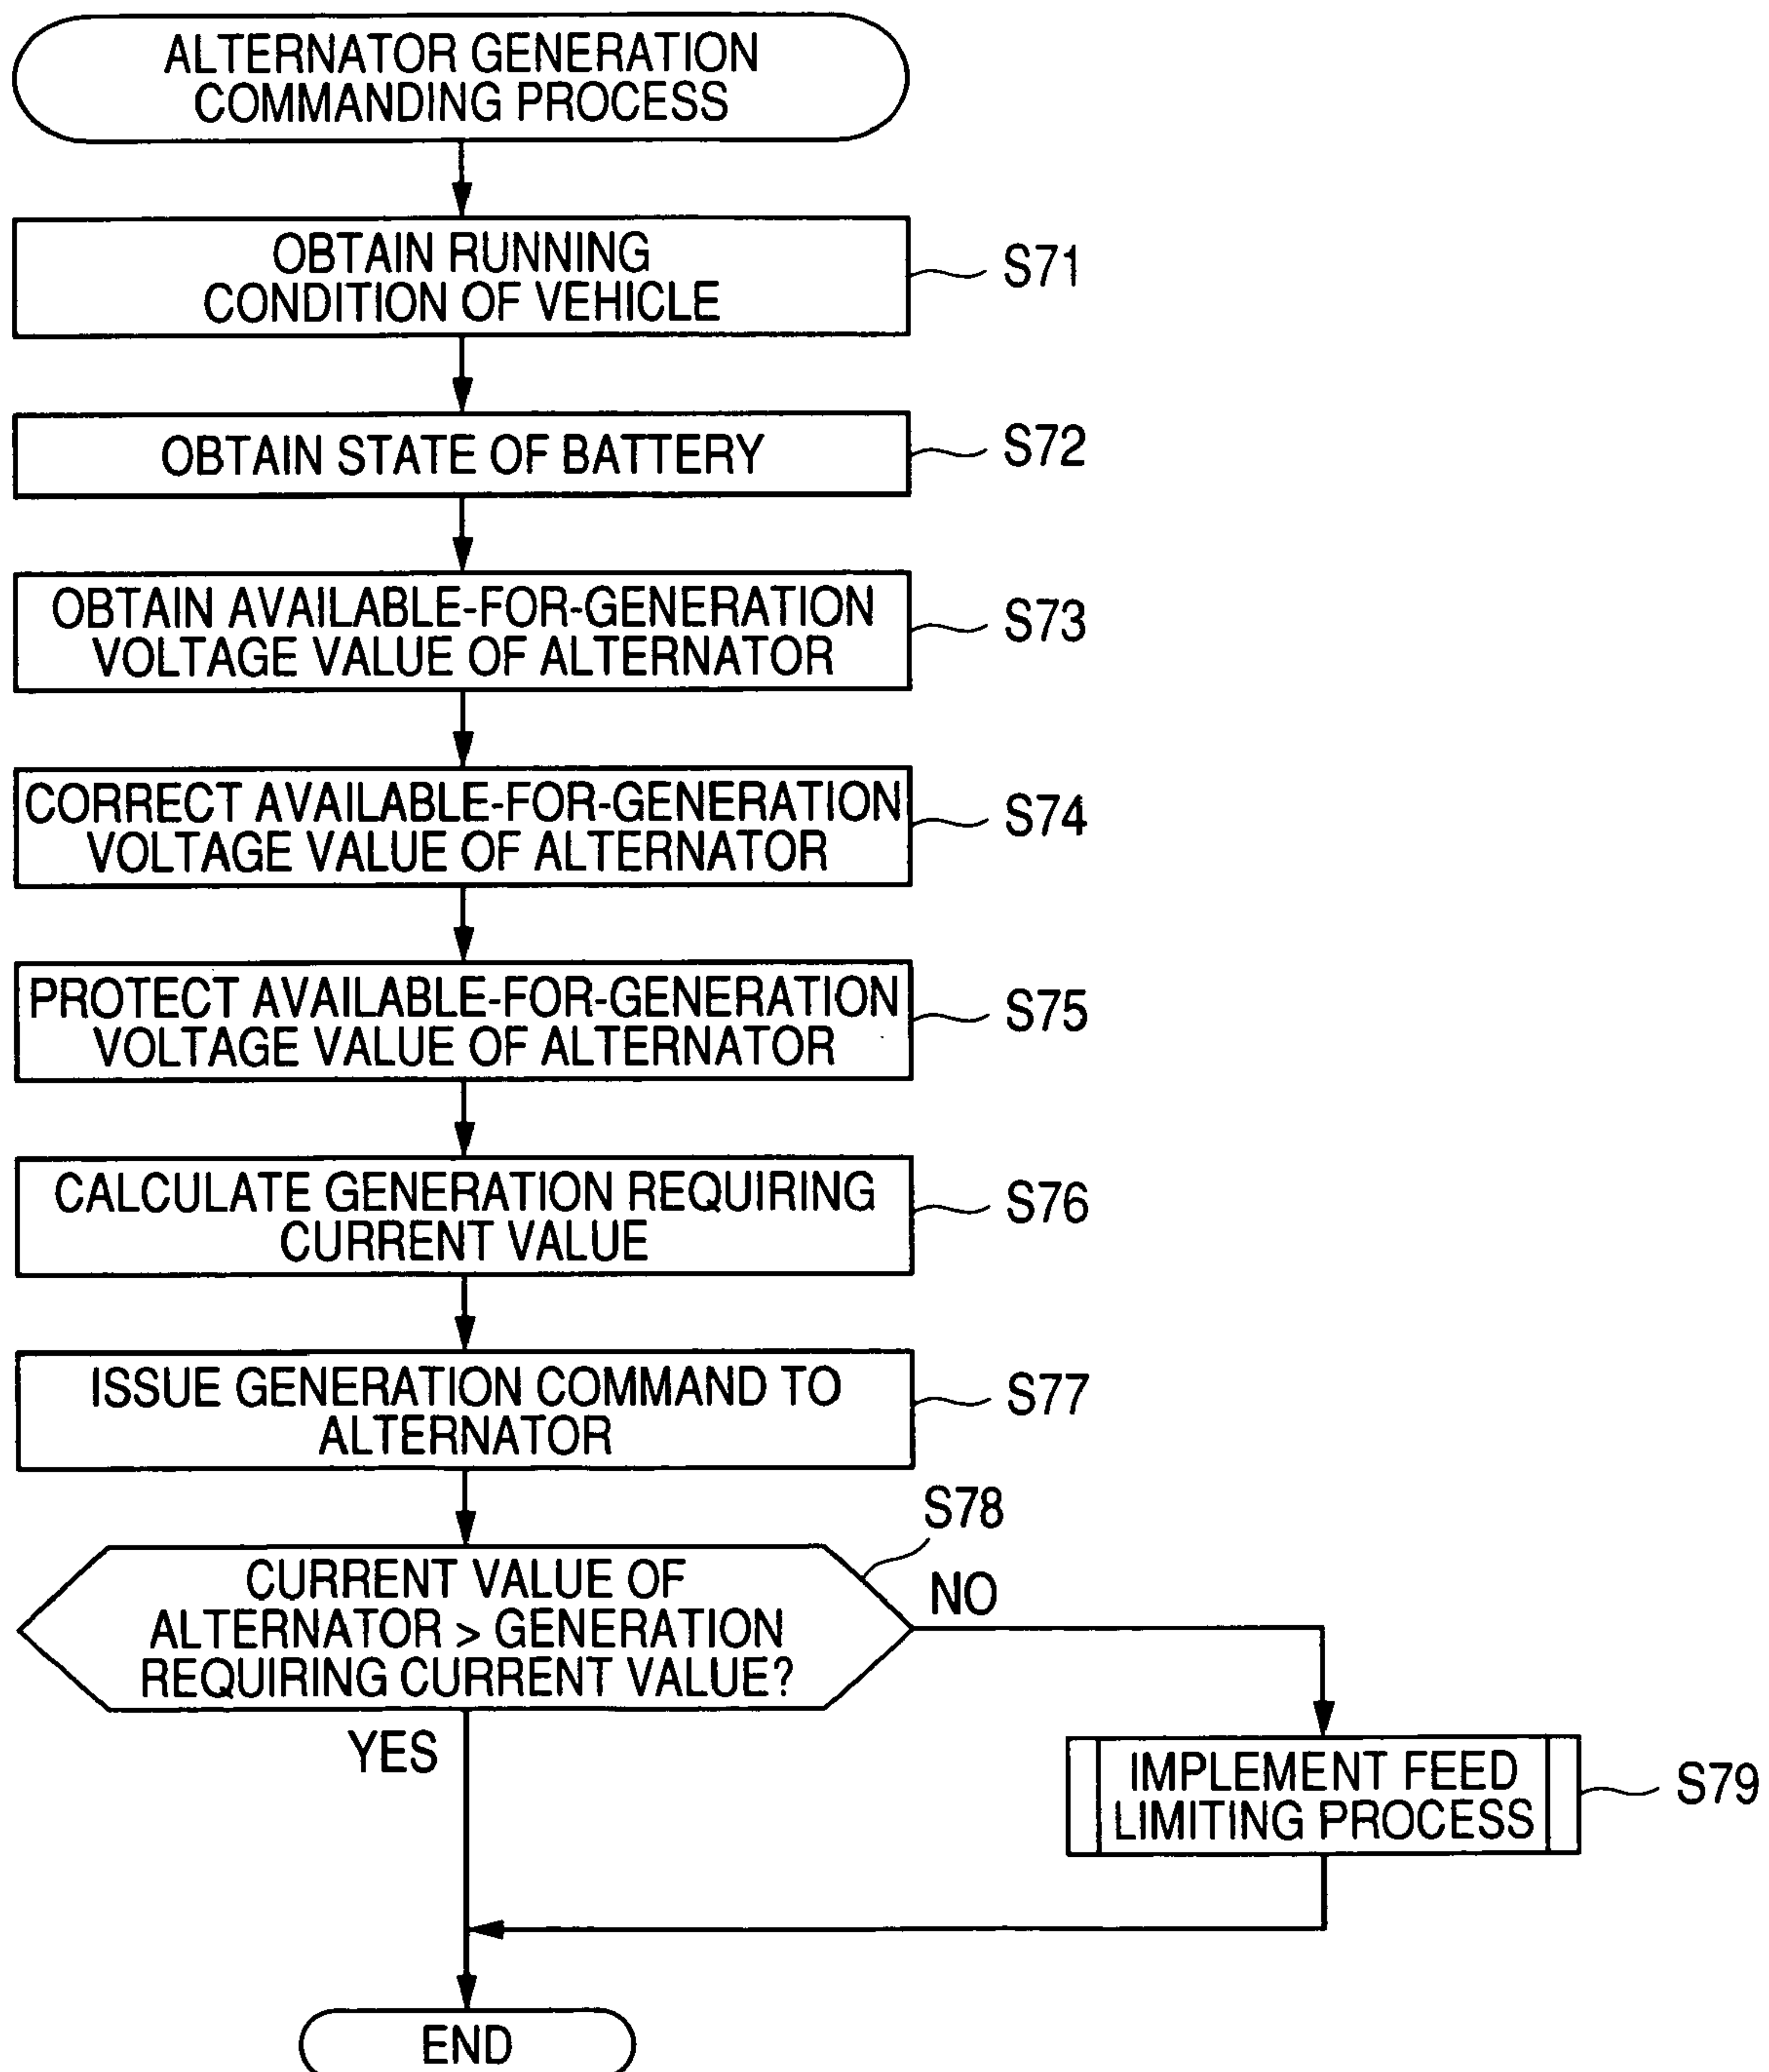 ALTERNATOR GENERATION
COMMANDING PROCESS
OBTAIN RUNNING
CONDITION OF VEHICLE
S71
OBTAIN STATE OF BATTERY
S72
OBTAIN AVAILABLE-FOR-GENERATION
VOLTAGE VALUE OF ALTERNATOR
S73
CORRECT AVAILABLE-FOR-GENERATION
VOLTAGE VALUE OF ALTERNATOR
S74
PROTECT AVAILABLE-FOR-GENERATION
VOLTAGE VALUE OF ALTERNATOR
S75
CALCULATE GENERATION REQUIRING
CURRENT VALUE
S76
ISSUE GENERATION COMMAND TO
ALTERNATOR
S77
S78
CURRENT VALUE OF
ALTERNATOR > GENERATION
REQUIRING CURRENT VALUE?
NO
YES
IMPLEMENT FEED
LIMITING PROCESS
S79
END